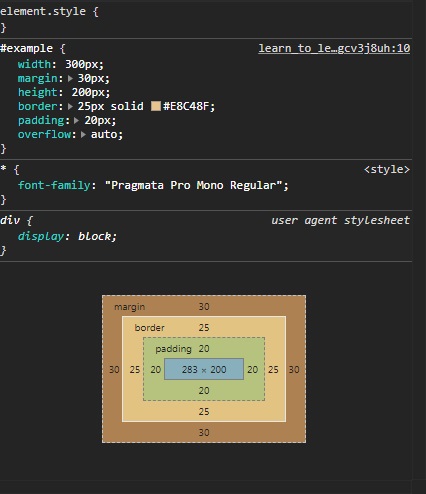 element.style {
}
#example { learn_to_le…gcv3j8uh:10
width: 300px;
margin: 30px;
height: 200px;
border: 25px solid #E8C48F;
padding: 20px;
overflow: auto;
}
* { <style>
font-family: "Pragmata Pro Mono Regular";
}
div { user agent stylesheet
display: block;
}
margin 30
border 25
padding 20
30 25 20 283 × 200 20 25 30
20
25
30